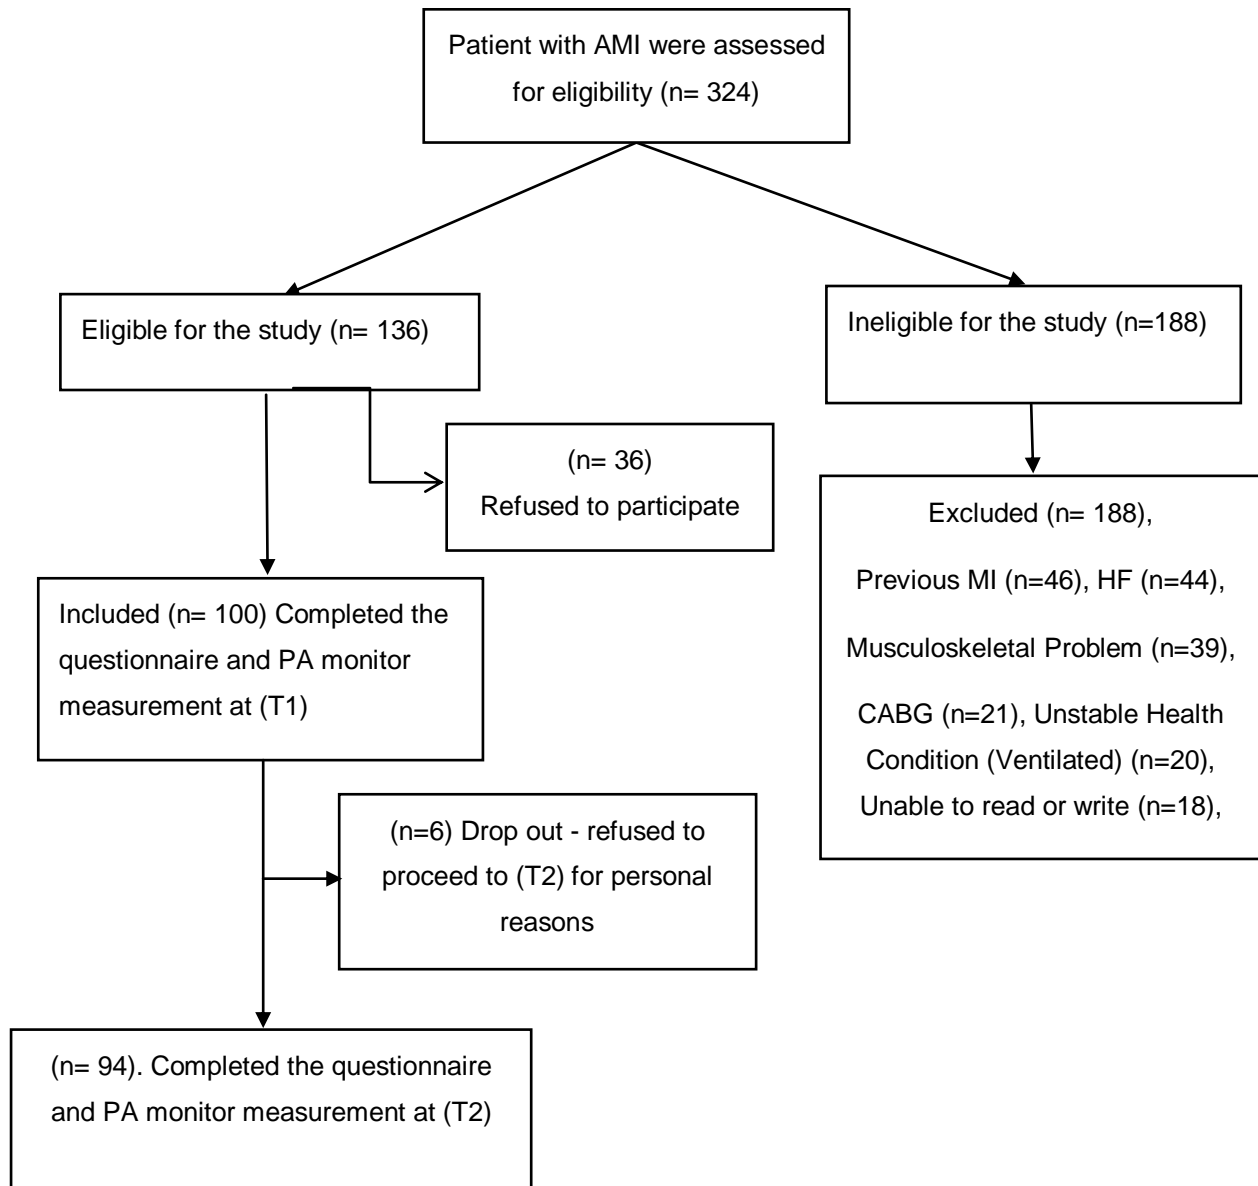 Patient with AMI were assessed
for eligibility (n= 324)
Eligible for the study (n= 136)
Ineligible for the study (n=188)
(n= 36)
Refused to participate
Excluded (n= 188),
Previous MI (n=46), HF (n=44),
Musculoskeletal Problem (n=39),
CABG (n=21), Unstable Health
Condition (Ventilated) (n=20),
Unable to read or write (n=18),
Included (n= 100) Completed the
questionnaire and PA monitor
measurement at (T1)
(n=6) Drop out - refused to
proceed to (T2) for personal
reasons
(n= 94). Completed the questionnaire
and PA monitor measurement at (T2)